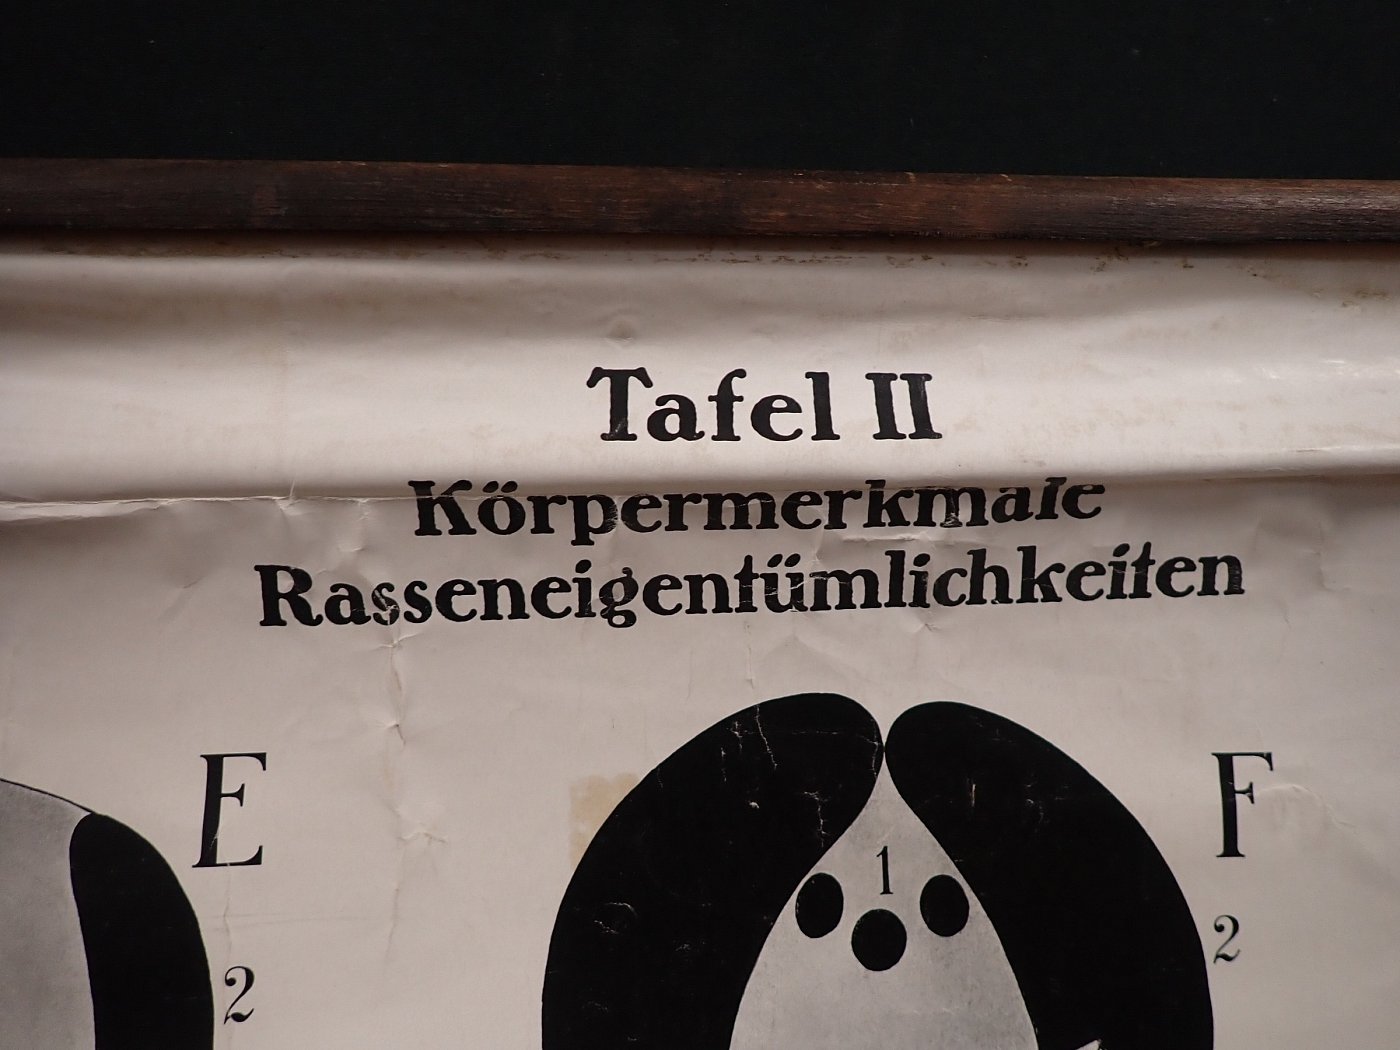 Tafel II
Körpermerkmale
Rasseneigentümlichkeiten
E
F
1
2
2